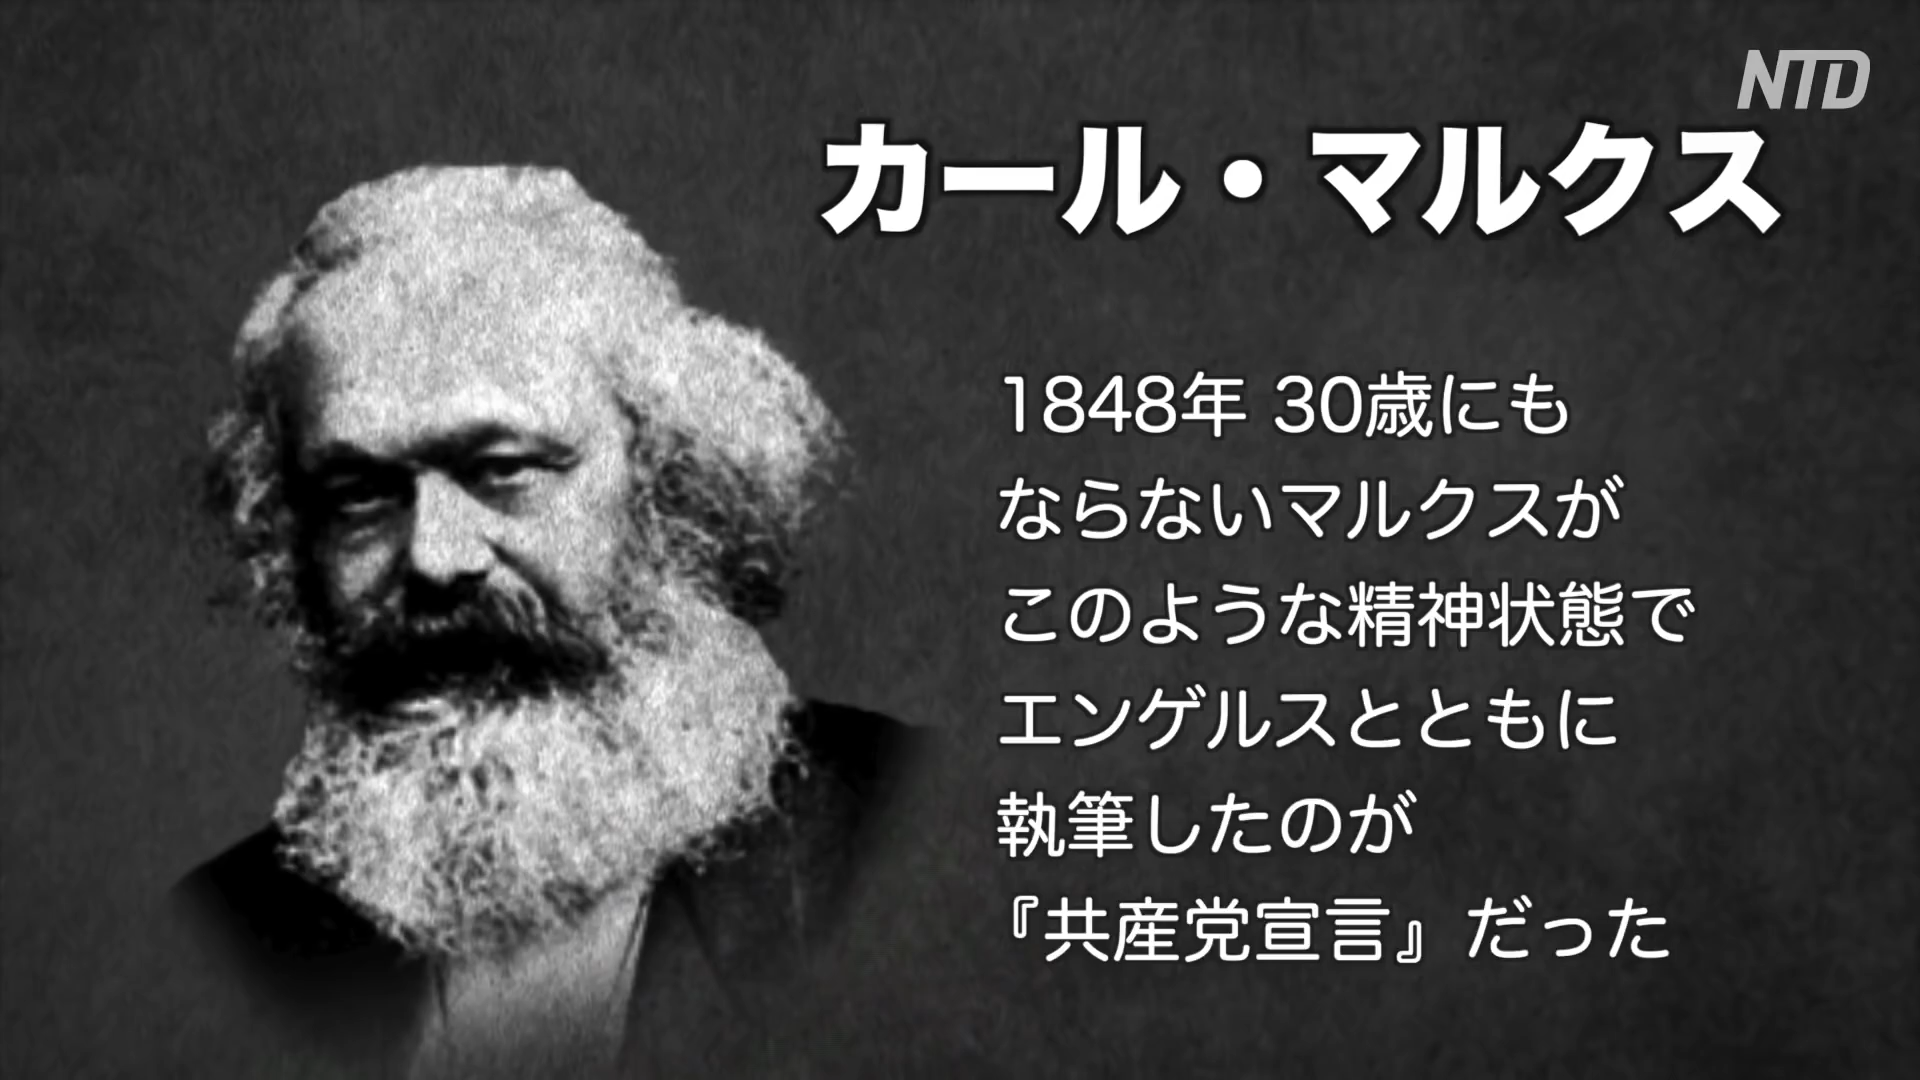 NTD
カール・マルクス
1848年 30歳にも
ならないマルクスが
このような精神状態で
エンゲルスとともに
執筆したのが
『共産党宣言』だった